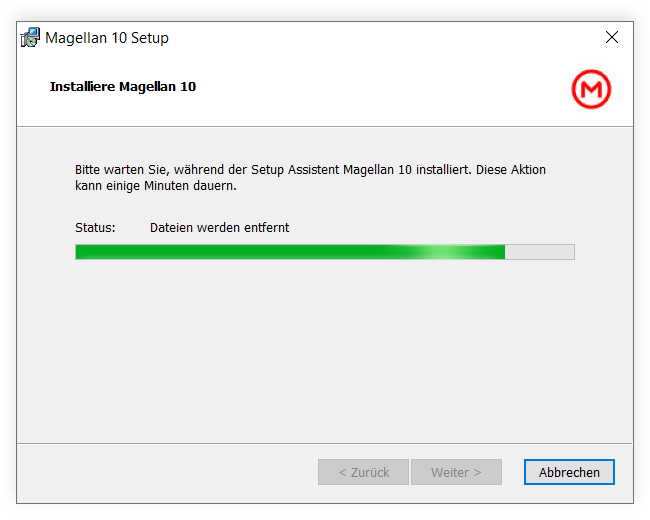 Magellan 10 Setup
Installiere Magellan 10
M
Bitte warten Sie, während der Setup Assistent Magellan 10 installiert. Diese Aktion
kann einige Minuten dauern.
Status: Dateien werden entfernt
< Zurück Weiter > Abbrechen